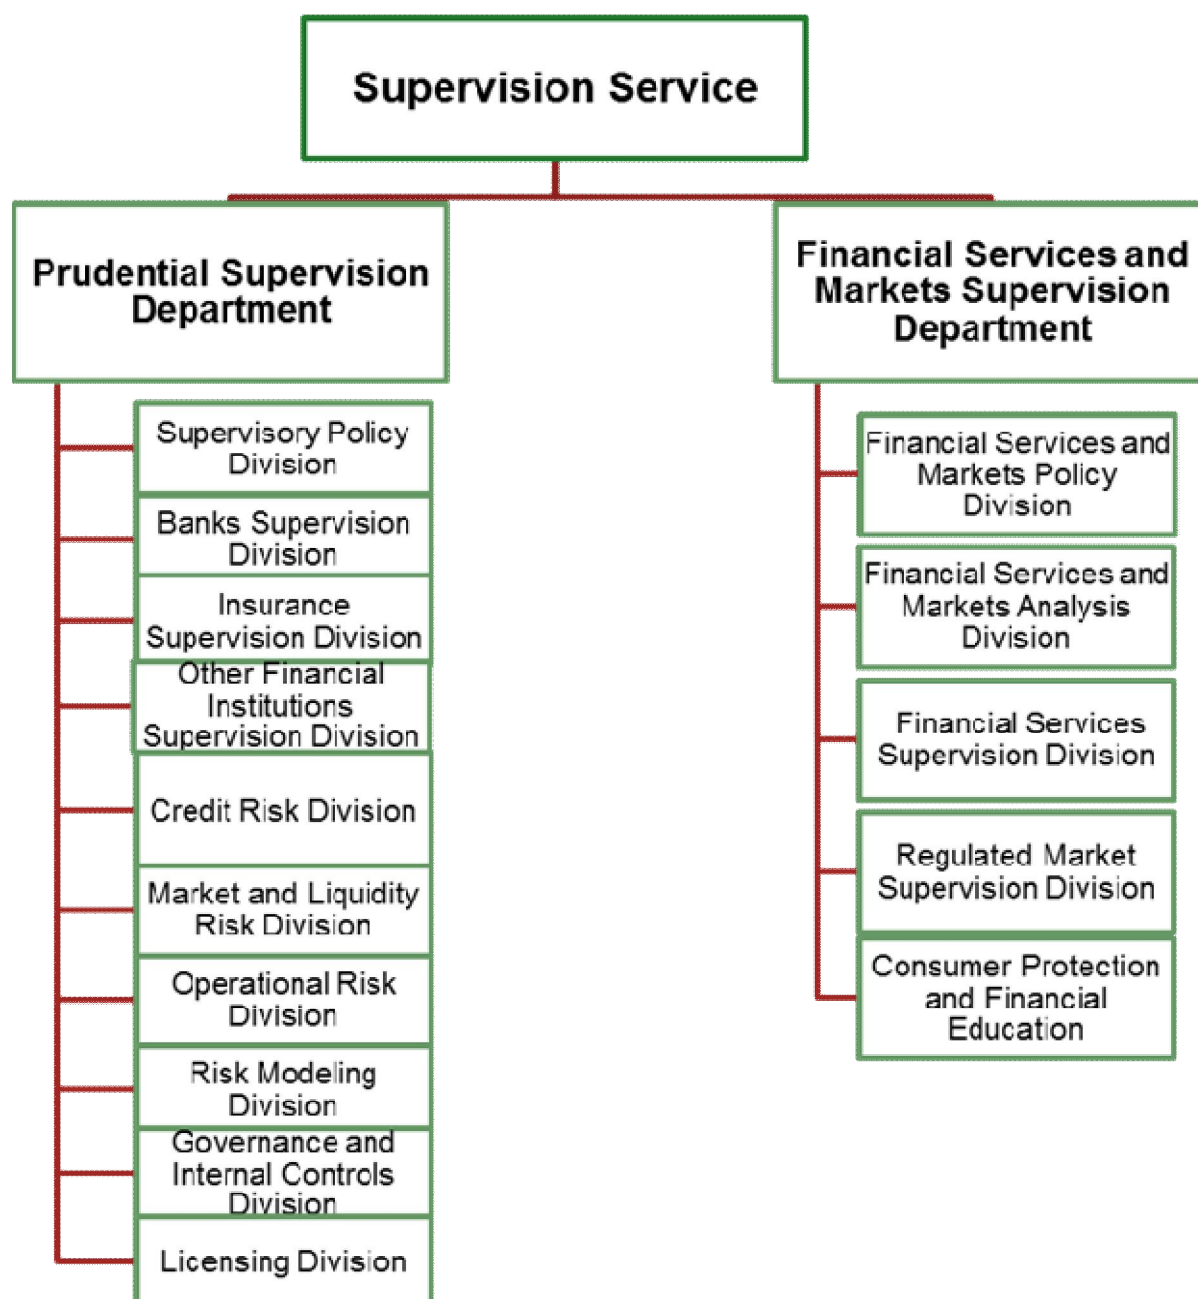 Supervision Service
Prudential Supervision
Department
Supervisory Policy
Division
Banks Supervision
Division
Insurance
Supervision Division
Other Financial
Institutions
Supervision Division
Credit Risk Division
Market and Liquidity
Risk Division
Operational Risk
Division
Risk Modeling
Division
Governance and
Internal Controls
Division
Licensing Division
Financial Services and
Markets Supervision
Department
Financial Services and
Markets Policy
Division
Financial Services and
Markets Analysis
Division
Financial Services
Supervision Division
Regulated Market
Supervision Division
Consumer Protection
and Financial
Education